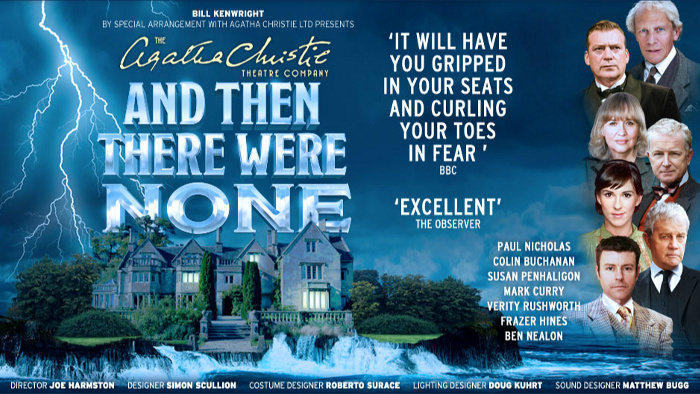 BILL KENWRIGHT
BY SPECIAL ARRANGEMENT WITH AGATHA CHRISTIE LTD PRESENTS
THE
Agatha Christie
THEATRE COMPANY
AND THEN
THERE WERE
NONE
‘IT WILL HAVE
YOU GRIPPED
IN YOUR SEATS
AND CURLING
YOUR TOES
IN FEAR ’
BBC
‘EXCELLENT’
THE OBSERVER
PAUL NICHOLAS
COLIN BUCHANAN
SUSAN PENHALIGON
MARK CURRY
VERITY RUSHWORTH
FRAZER HINES
BEN NEALON
DIRECTOR JOE HARMSTON DESIGNER SIMON SCULLION COSTUME DESIGNER ROBERTO SURACE LIGHTING DESIGNER DOUG KUHRT SOUND DESIGNER MATTHEW BUGG